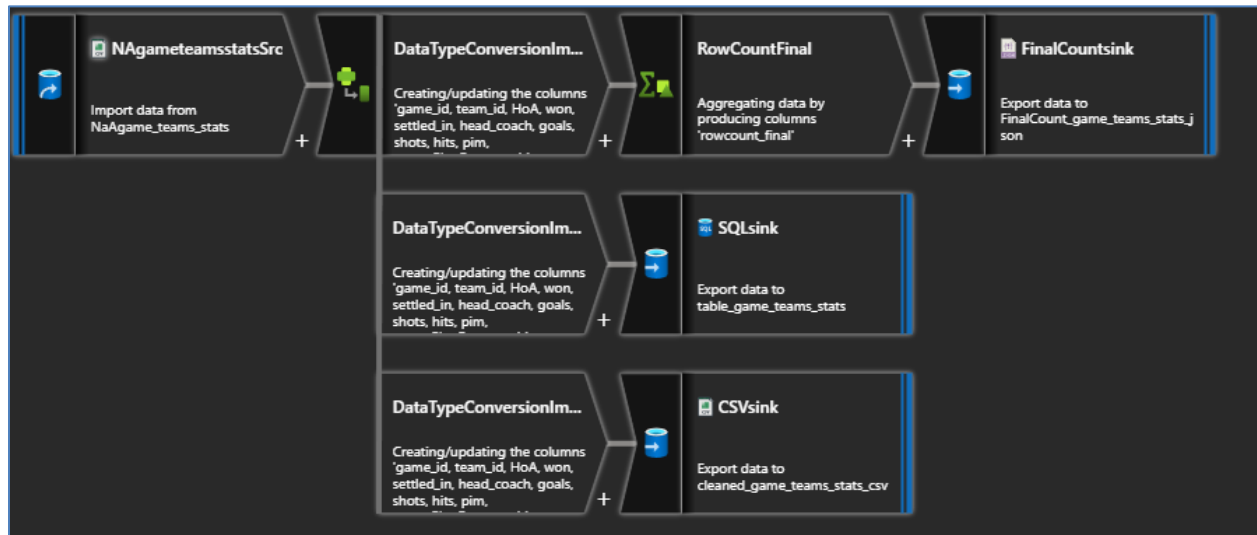 NAgameteamsstatsSrc
Import data from
NaAgame_teams_stats
+
DataTypeConversionIm...
Creating/updating the columns
'game_id, team_id, HoA, won,
settled_in, head_coach, goals,
shots, hits, pim,
+
RowCountFinal
Aggregating data by
producing columns
'rowcount_final'
+
FinalCountsink
Export data to
FinalCount_game_teams_stats_j
son
DataTypeConversionIm...
Creating/updating the columns
'game_id, team_id, HoA, won,
settled_in, head_coach, goals,
shots, hits, pim,
+
SQL
SQLsink
Export data to
table_game_teams_stats
DataTypeConversionIm...
Creating/updating the columns
'game_id, team_id, HoA, won,
settled_in, head_coach, goals,
shots, hits, pim,
+
CSVsink
Export data to
cleaned_game_teams_stats_csv